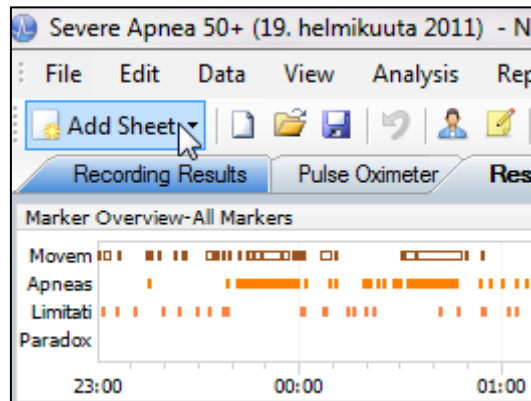 Severe Apnea 50+ (19. helmikuuta 2011) - N
File Edit Data View Analysis Rep
Add Sheet
Recording Results Pulse Oximeter Res
Marker Overview-All Markers
Movem
Apneas
Limitati
Paradox
23:00 00:00 01:00